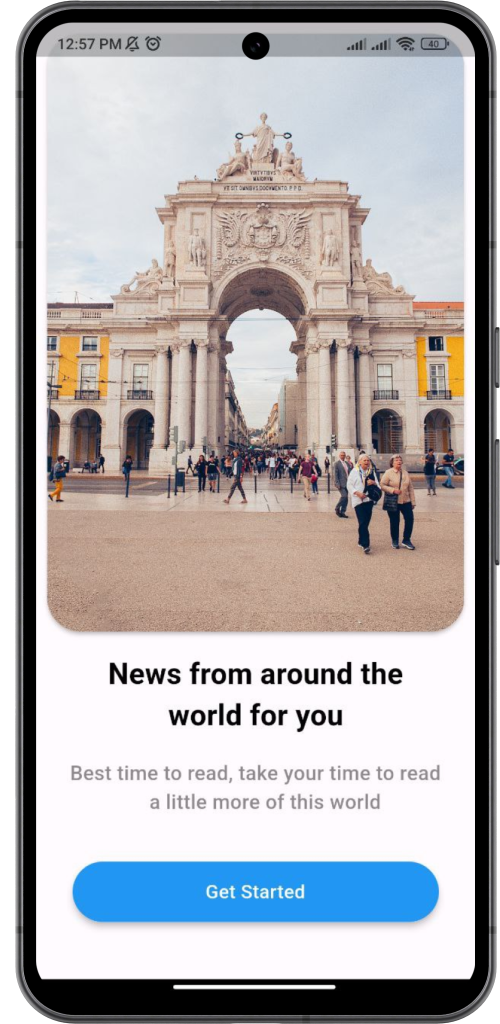 12:57 PM
40
VIRTVTIBVS
MAIORVM
VT SIT OMNIBVS DOCVMENTO. P. P. D.
News from around the
world for you
Best time to read, take your time to read
a little more of this world
Get Started